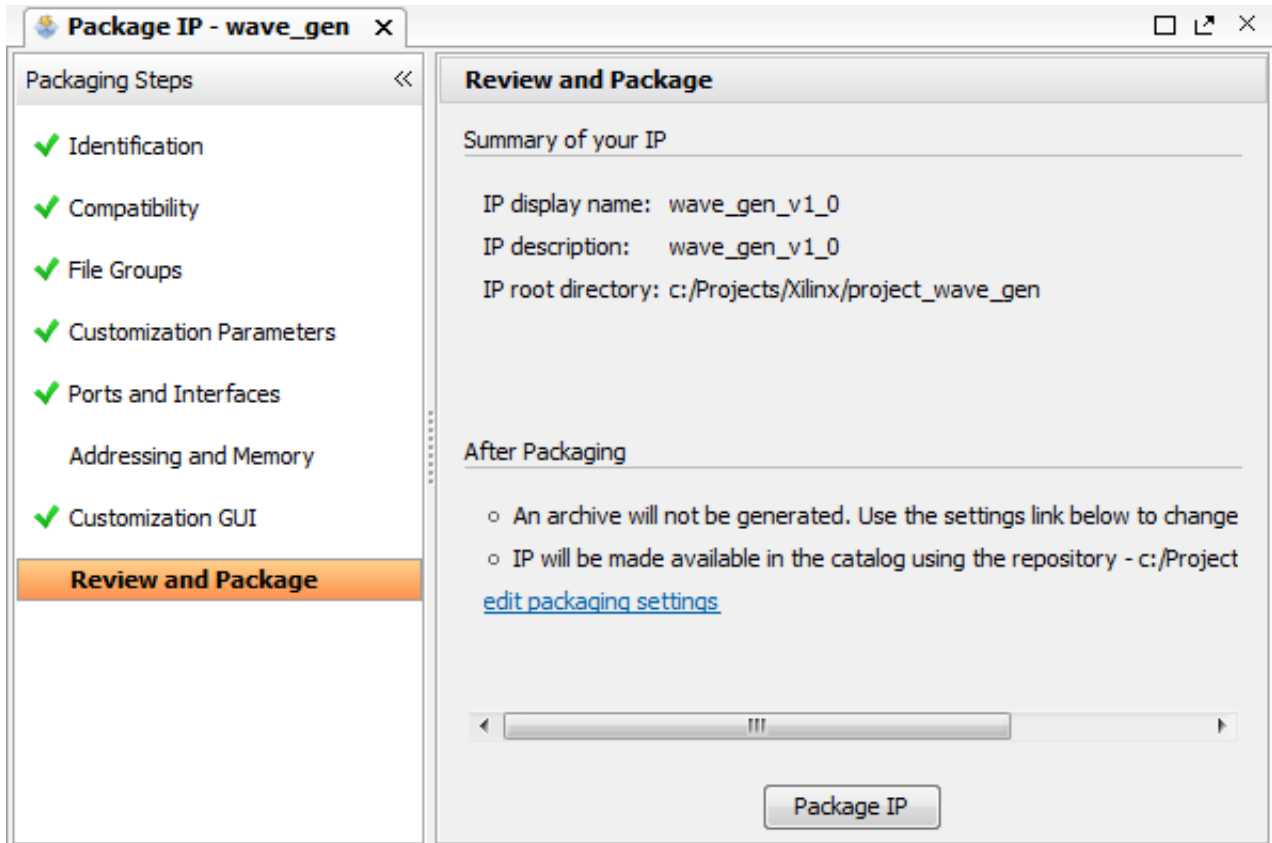 Package IP - wave_gen X
Packaging Steps «
Identification
Compatibility
File Groups
Customization Parameters
Ports and Interfaces
Addressing and Memory
Customization GUI
Review and Package
Review and Package
Summary of your IP
IP display name: wave_gen_v1_0
IP description: wave_gen_v1_0
IP root directory: c:/Projects/Xilinx/project_wave_gen
After Packaging
An archive will not be generated. Use the settings link below to change
IP will be made available in the catalog using the repository - c:/Project
edit packaging settings
Package IP